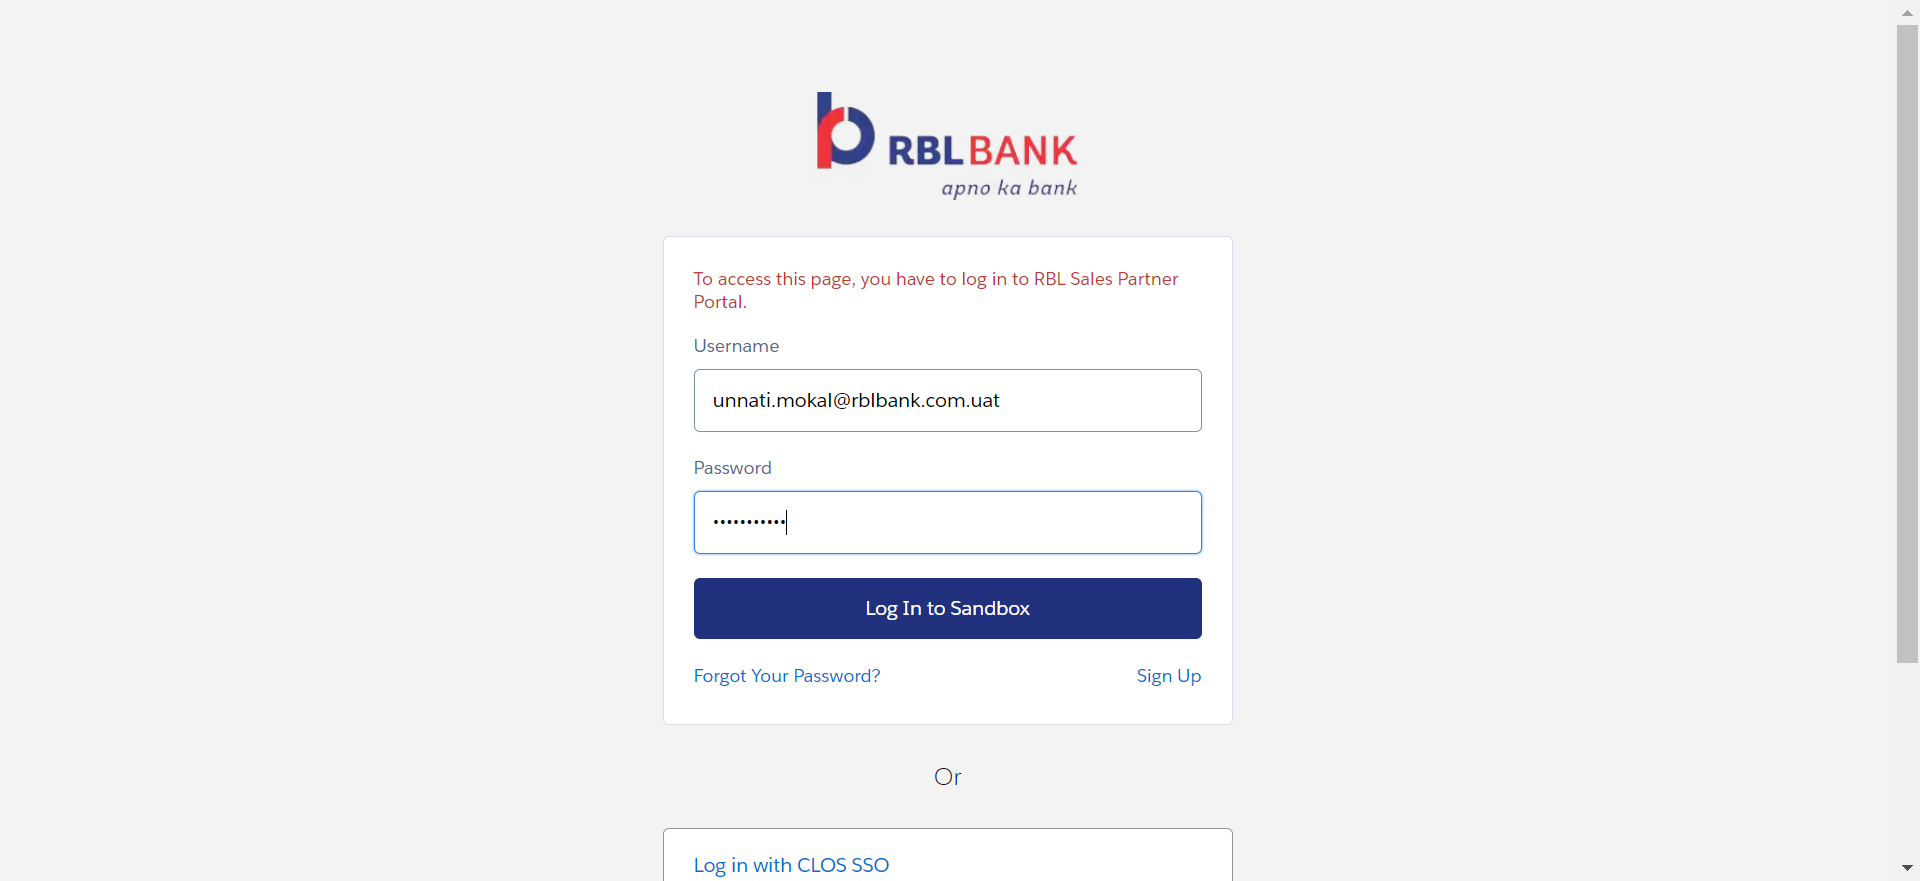 RBL BANK
apno ka bank
To access this page, you have to log in to RBL Sales Partner
Portal.
Username
unnati.mokal@rblbank.com.uat
Password
•••••••••••
Log In to Sandbox
Forgot Your Password?
Sign Up
Or
Log in with CLOS SSO